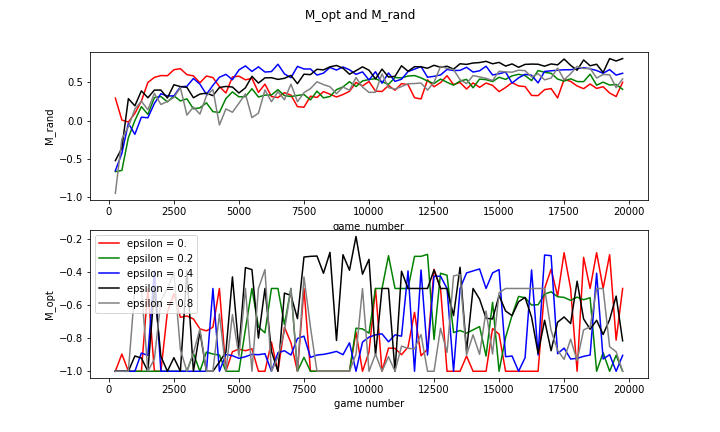 M_opt and M_rand
0.5
0.0
−0.5
−1.0
M_rand
0 2500 5000 7500 10000 12500 15000 17500 20000
game_number
−0.2
−0.4
−0.6
−0.8
−1.0
M_opt
epsilon = 0.
epsilon = 0.2
epsilon = 0.4
epsilon = 0.6
epsilon = 0.8
0 2500 5000 7500 10000 12500 15000 17500 20000
game number